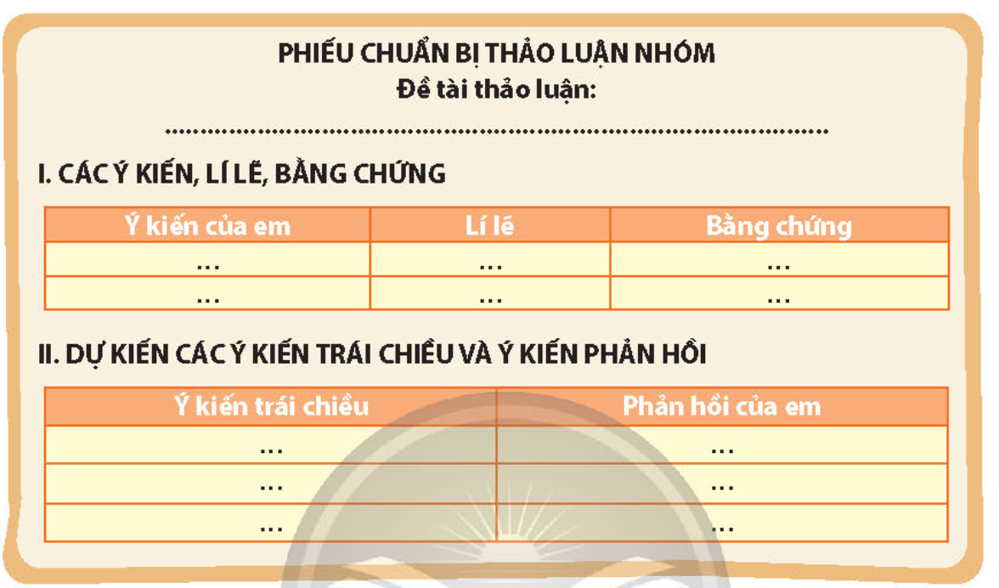 PHIẾU CHUẨN BỊ THẢO LUẬN NHÓM
Đề tài thảo luận:
..............................................................................................
I. CÁC Ý KIẾN, LÍ LẼ, BẰNG CHỨNG
Ý kiến của em Lí lẽ Bằng chứng
... ... ...
... ... ...
II. DỰ KIẾN CÁC Ý KIẾN TRÁI CHIỀU VÀ Ý KIẾN PHẢN HỒI
Ý kiến trái chiều Phản hồi của em
... ...
... ...
... ...